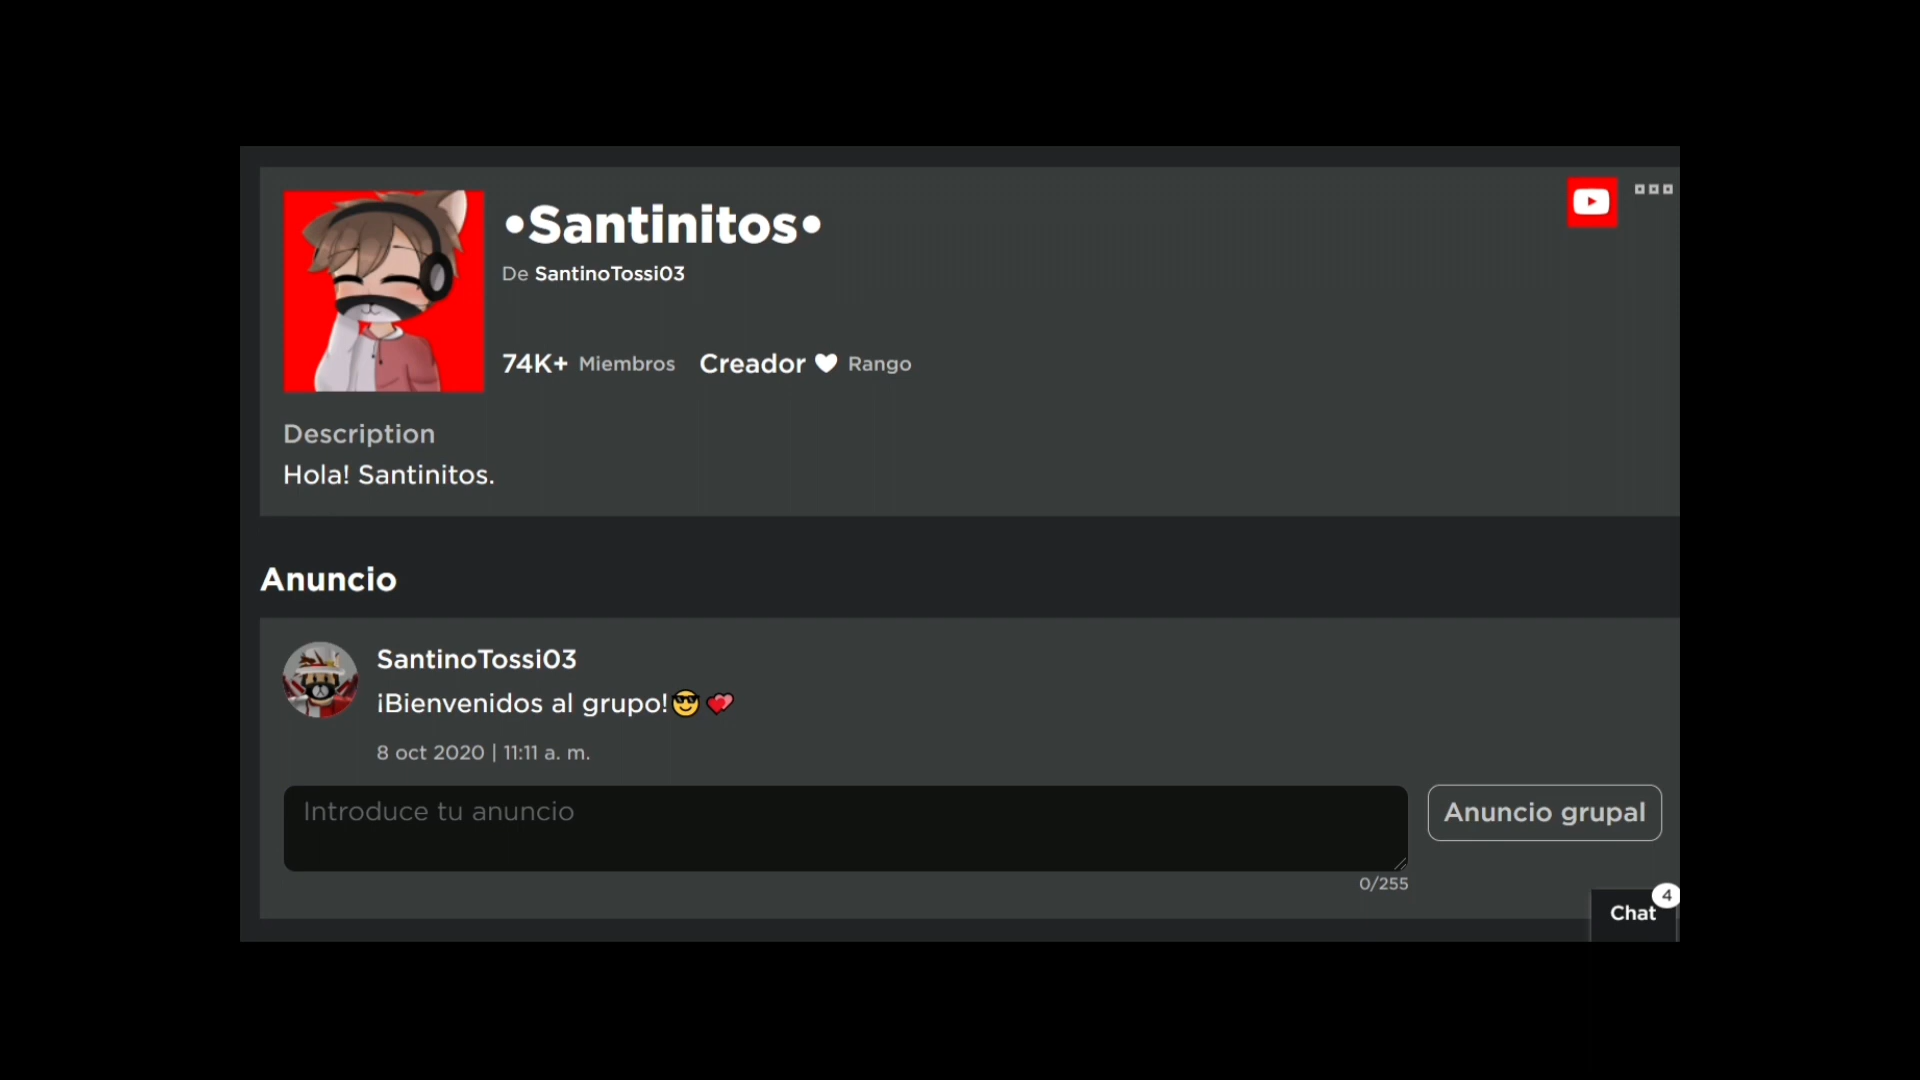 •Santinitos•
De SantinoTossi03
74K+ Miembros Creador 🤍 Rango
Description
Hola! Santinitos.
Anuncio
SantinoTossi03
¡Bienvenidos al grupo!😎 💕
8 oct 2020 | 11:11 a. m.
Introduce tu anuncio
Anuncio grupal
0/255
4
Chat